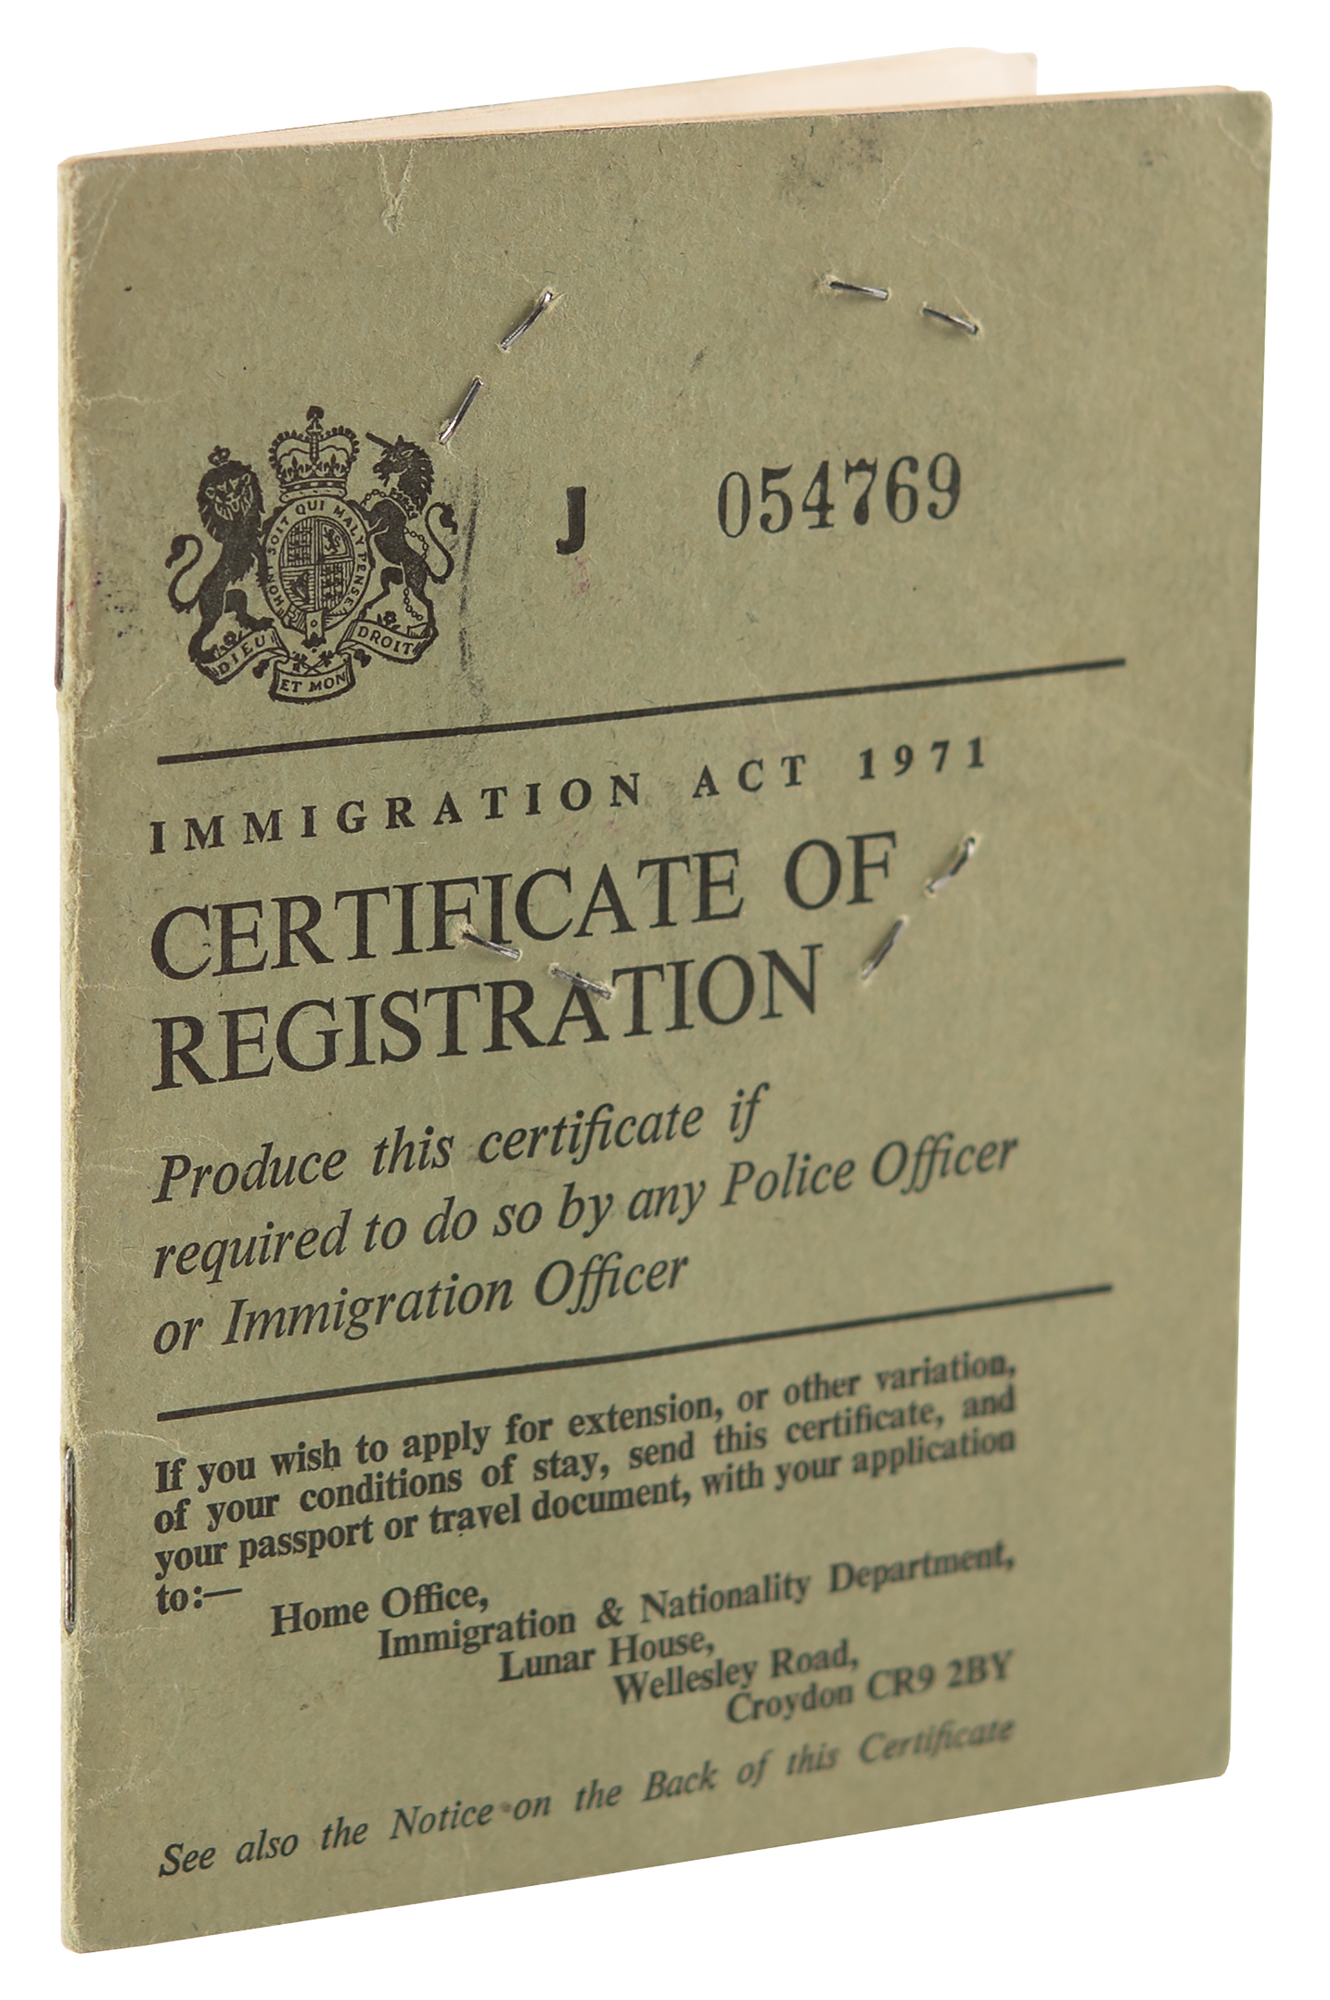 HONI SOIT QUI MAL Y PENSE
DIEU ET MON DROIT
J 054769
IMMIGRATION ACT 1971
CERTIFICATE OF
REGISTRATION
Produce this certificate if
required to do so by any Police Officer
or Immigration Officer
If you wish to apply for extension, or other variation,
of your conditions of stay, send this certificate, and
your passport or travel document, with your application
to:—
Home Office,
Immigration & Nationality Department,
Lunar House,
Wellesley Road,
Croydon CR9 2BY
See also the Notice on the Back of this Certificate